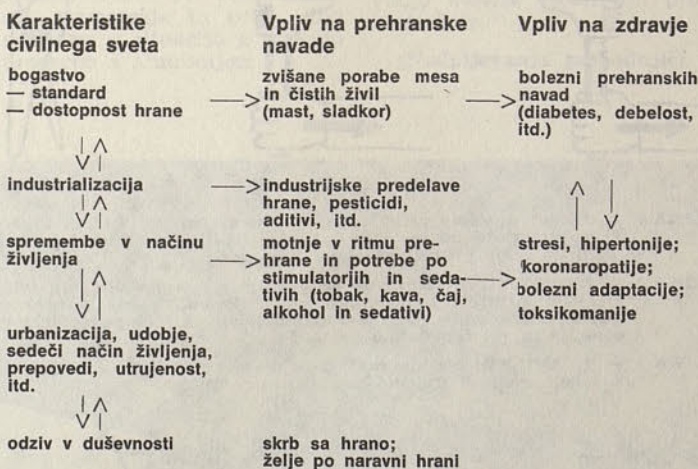 Karakteristike
civilnega sveta
bogastvo
— standard
— dostopnost hrane
industrializacija
spremembe v načinu
življenja
urbanizacija, udobje,
sedeči način življenja,
prepovedi, utrujenost,
itd.
odziv v duševnosti
Vpliv na prehranske
navade
zvišane porabe mesa
in čistih živil
(mast, sladkor)
industrijske predelave
hrane, pesticidi,
aditivi, itd.
motnje v ritmu pre-
hrane in potrebe po
stimulatorjih in seda-
tivih (tobak, kava, čaj,
alkohol in sedativi)
skrb sa hrano;
želje po naravni hrani
Vpliv na zdravje
bolezni prehranskih
navad
(diabetes, debelost,
itd.)
stresi, hipertonije;
koronaropatije;
bolezni adaptacije;
toksikomanije